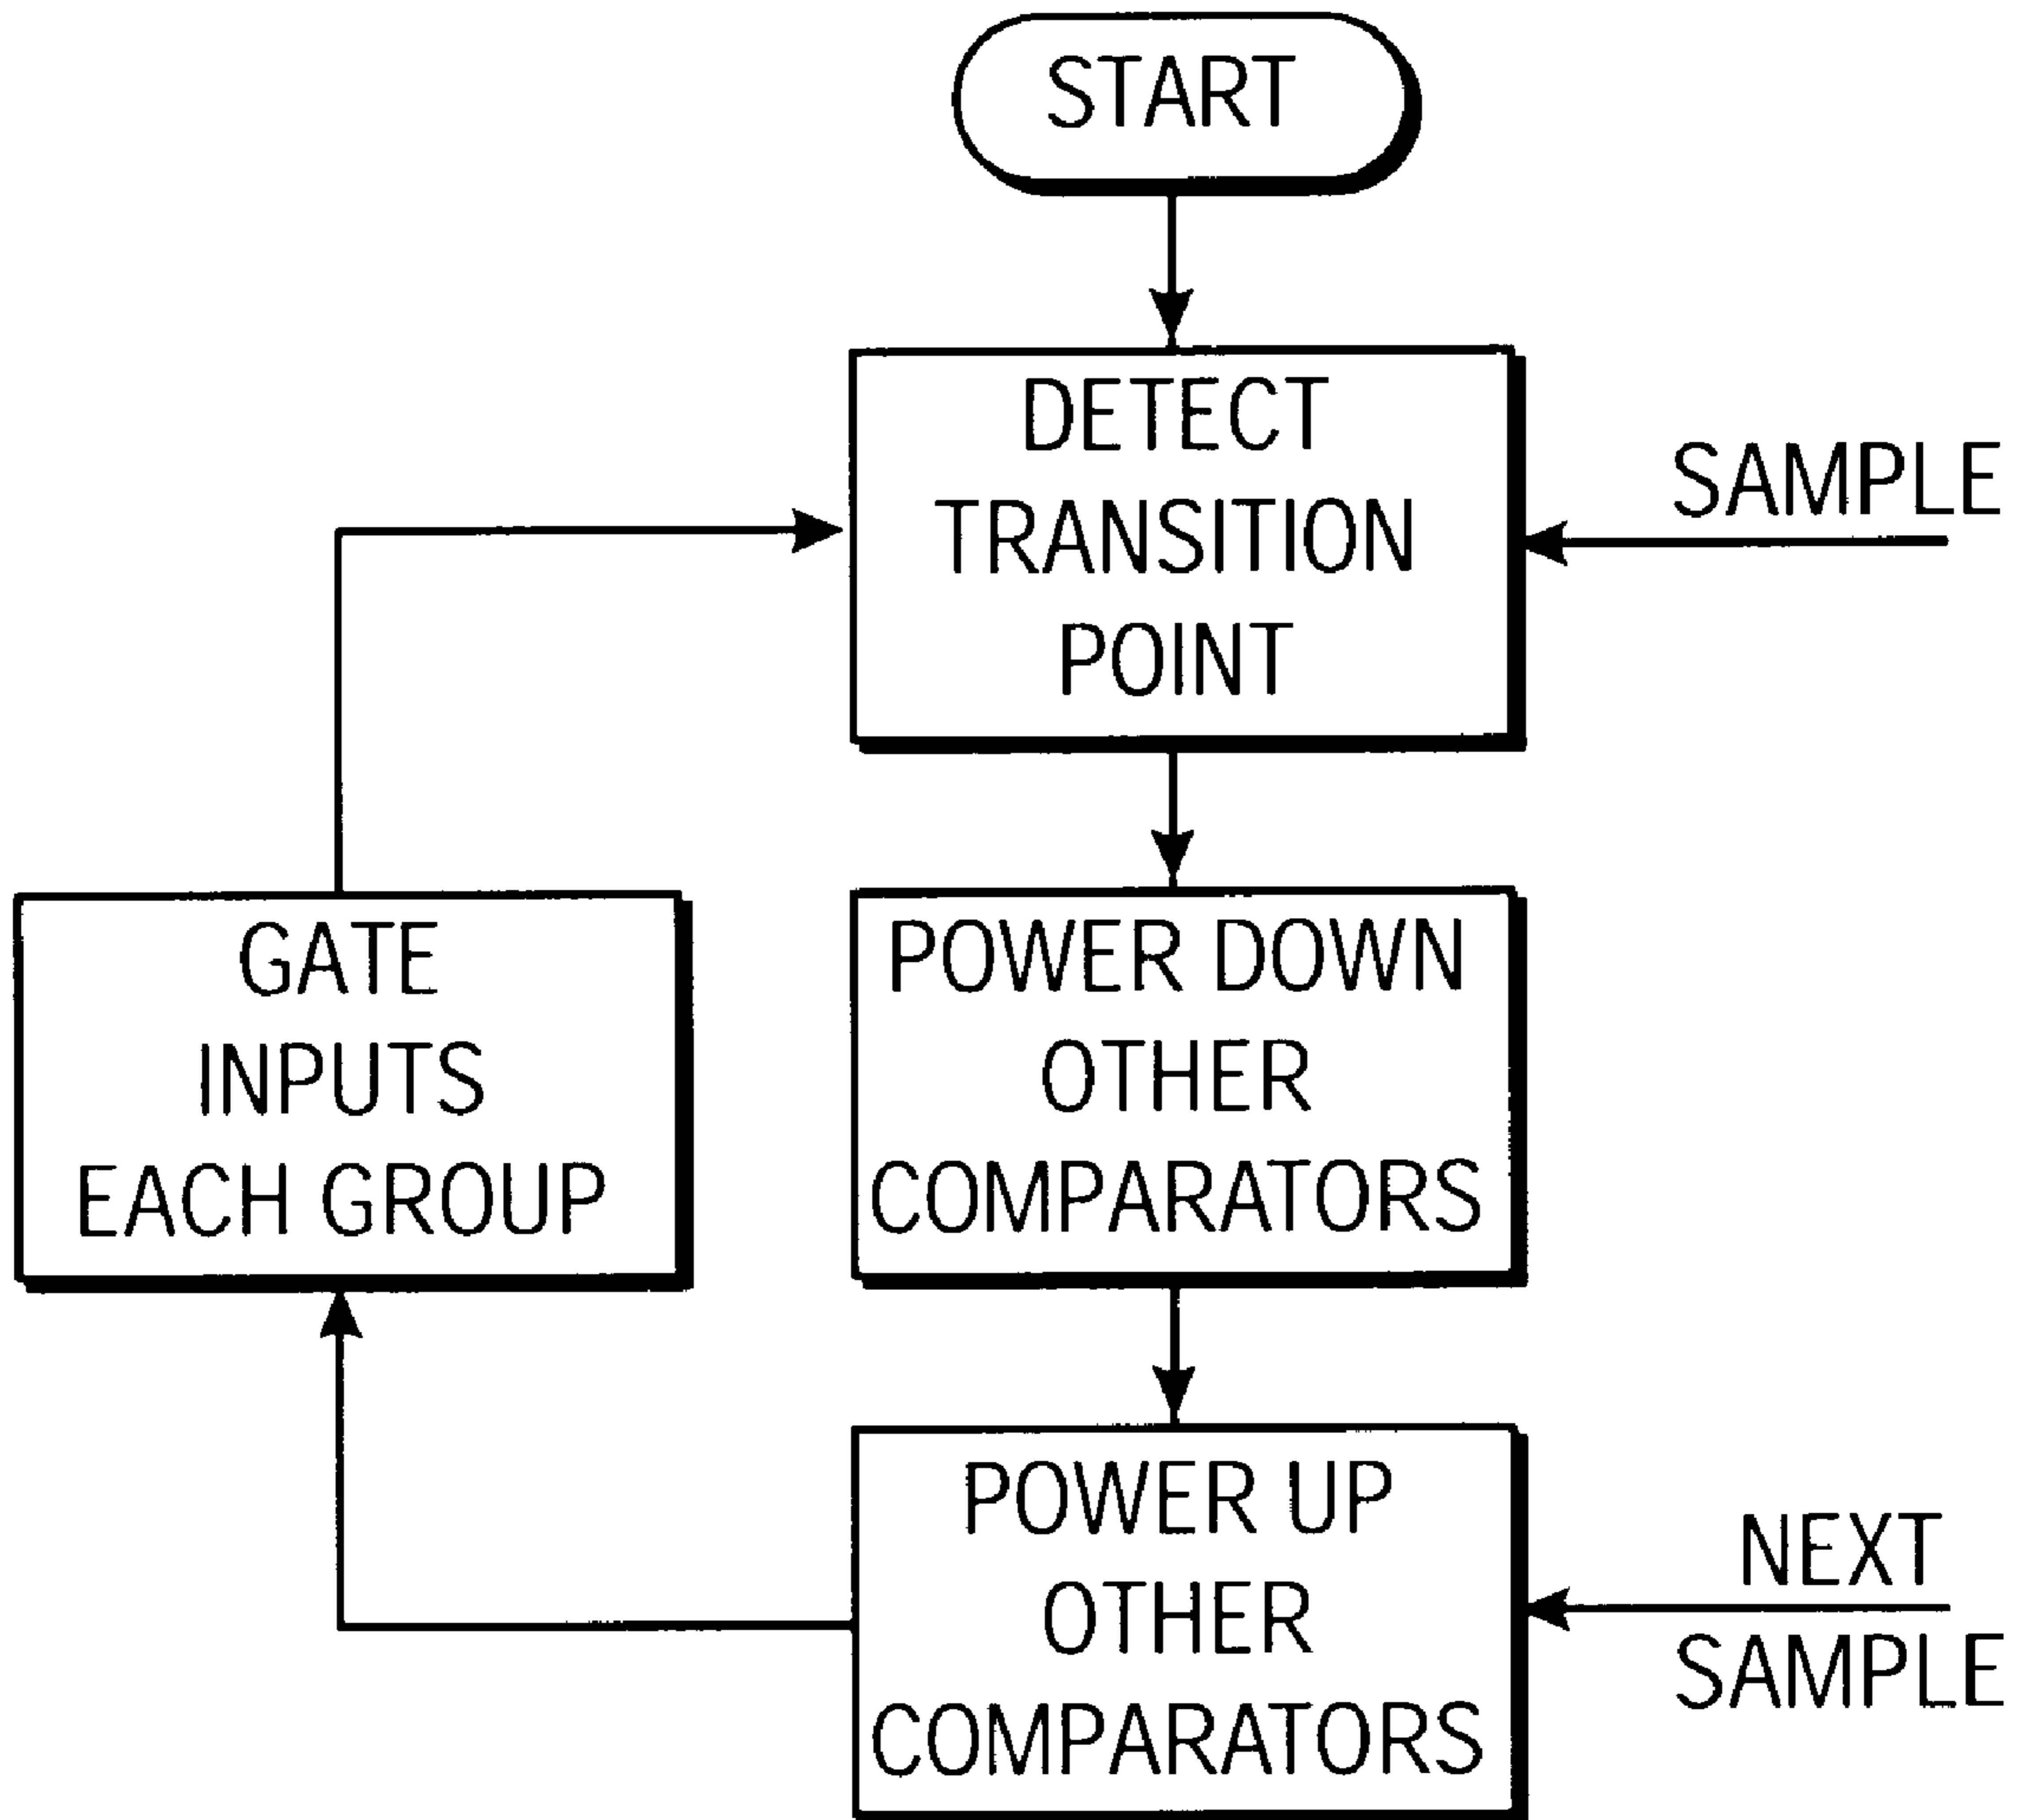 START
DETECT
TRANSITION
POINT
SAMPLE
GATE
INPUTS
EACH GROUP
POWER DOWN
OTHER
COMPARATORS
POWER UP
OTHER
COMPARATORS
NEXT
SAMPLE